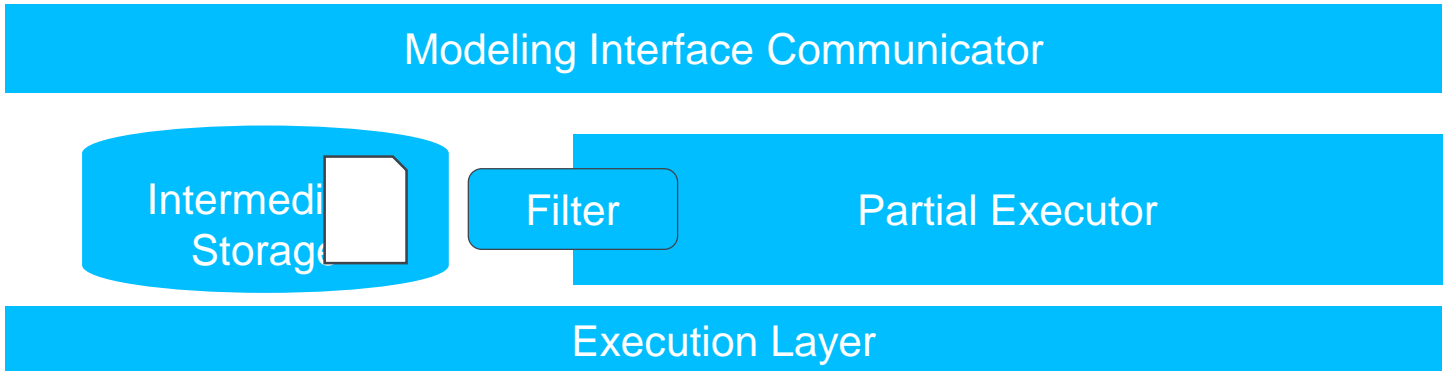 Modeling Interface Communicator
Intermedi
Storage
Filter
Partial Executor
Execution Layer